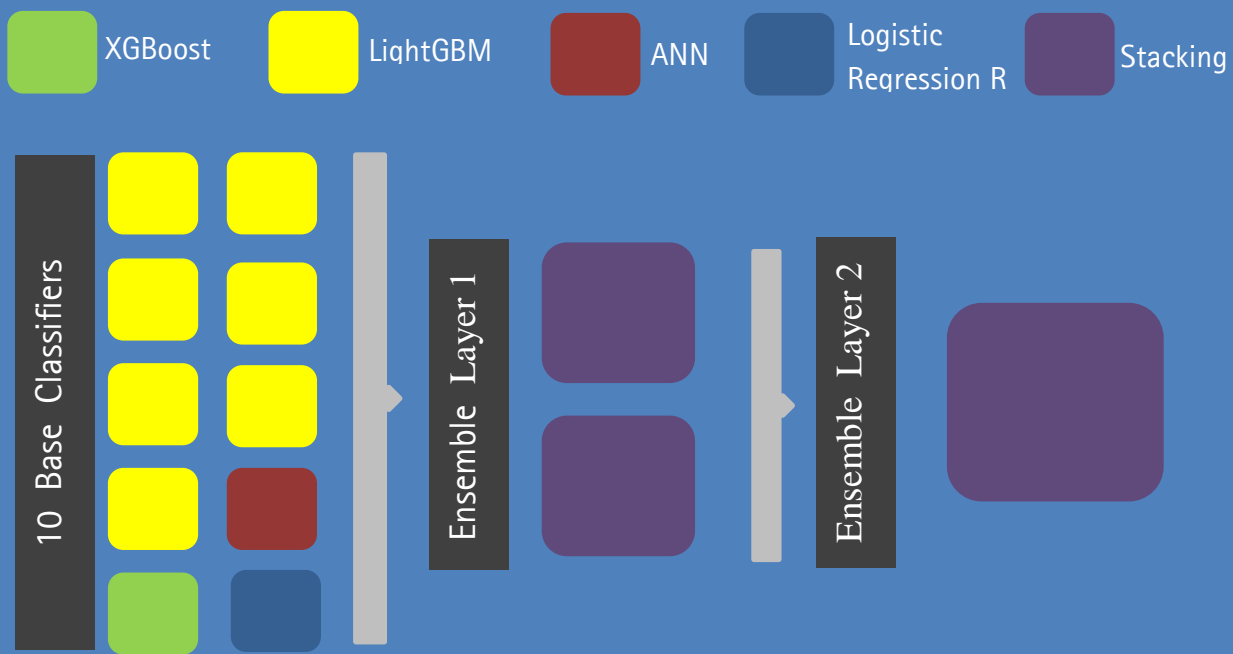 XGBoost
LightGBM
ANN
Logistic
Regression R
Stacking
10 Base Classifiers
Ensemble Layer 1
Ensemble Layer 2